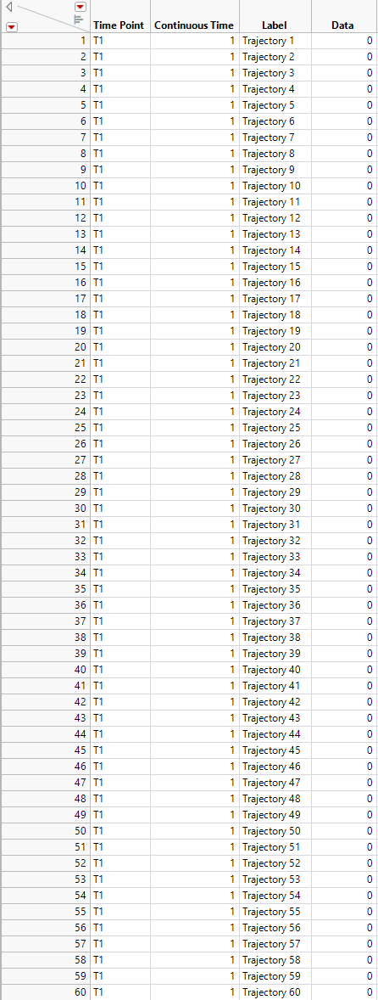 Time Point Continuous Time Label Data
1 T1 1 Trajectory 1 0
2 T1 1 Trajectory 2 0
3 T1 1 Trajectory 3 0
4 T1 1 Trajectory 4 0
5 T1 1 Trajectory 5 0
6 T1 1 Trajectory 6 0
7 T1 1 Trajectory 7 0
8 T1 1 Trajectory 8 0
9 T1 1 Trajectory 9 0
10 T1 1 Trajectory 10 0
11 T1 1 Trajectory 11 0
12 T1 1 Trajectory 12 0
13 T1 1 Trajectory 13 0
14 T1 1 Trajectory 14 0
15 T1 1 Trajectory 15 0
16 T1 1 Trajectory 16 0
17 T1 1 Trajectory 17 0
18 T1 1 Trajectory 18 0
19 T1 1 Trajectory 19 0
20 T1 1 Trajectory 20 0
21 T1 1 Trajectory 21 0
22 T1 1 Trajectory 22 0
23 T1 1 Trajectory 23 0
24 T1 1 Trajectory 24 0
25 T1 1 Trajectory 25 0
26 T1 1 Trajectory 26 0
27 T1 1 Trajectory 27 0
28 T1 1 Trajectory 28 0
29 T1 1 Trajectory 29 0
30 T1 1 Trajectory 30 0
31 T1 1 Trajectory 31 0
32 T1 1 Trajectory 32 0
33 T1 1 Trajectory 33 0
34 T1 1 Trajectory 34 0
35 T1 1 Trajectory 35 0
36 T1 1 Trajectory 36 0
37 T1 1 Trajectory 37 0
38 T1 1 Trajectory 38 0
39 T1 1 Trajectory 39 0
40 T1 1 Trajectory 40 0
41 T1 1 Trajectory 41 0
42 T1 1 Trajectory 42 0
43 T1 1 Trajectory 43 0
44 T1 1 Trajectory 44 0
45 T1 1 Trajectory 45 0
46 T1 1 Trajectory 46 0
47 T1 1 Trajectory 47 0
48 T1 1 Trajectory 48 0
49 T1 1 Trajectory 49 0
50 T1 1 Trajectory 50 0
51 T1 1 Trajectory 51 0
52 T1 1 Trajectory 52 0
53 T1 1 Trajectory 53 0
54 T1 1 Trajectory 54 0
55 T1 1 Trajectory 55 0
56 T1 1 Trajectory 56 0
57 T1 1 Trajectory 57 0
58 T1 1 Trajectory 58 0
59 T1 1 Trajectory 59 0
60 T1 1 Trajectory 60 0